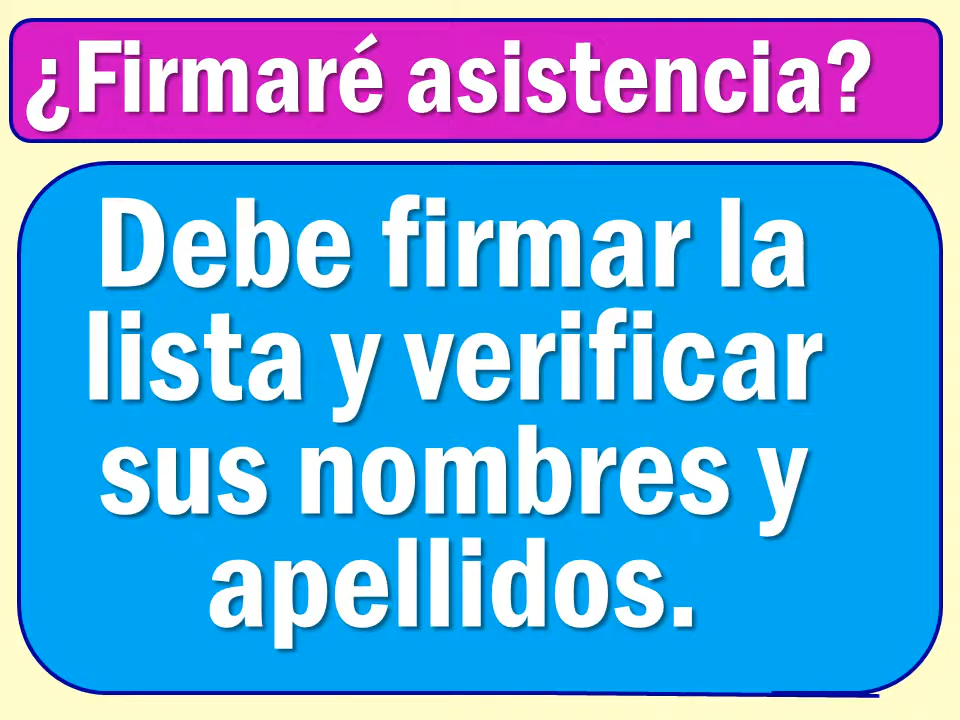 ¿Firmaré asistencia?
Debe firmar la
lista y verificar
sus nombres y
apellidos.